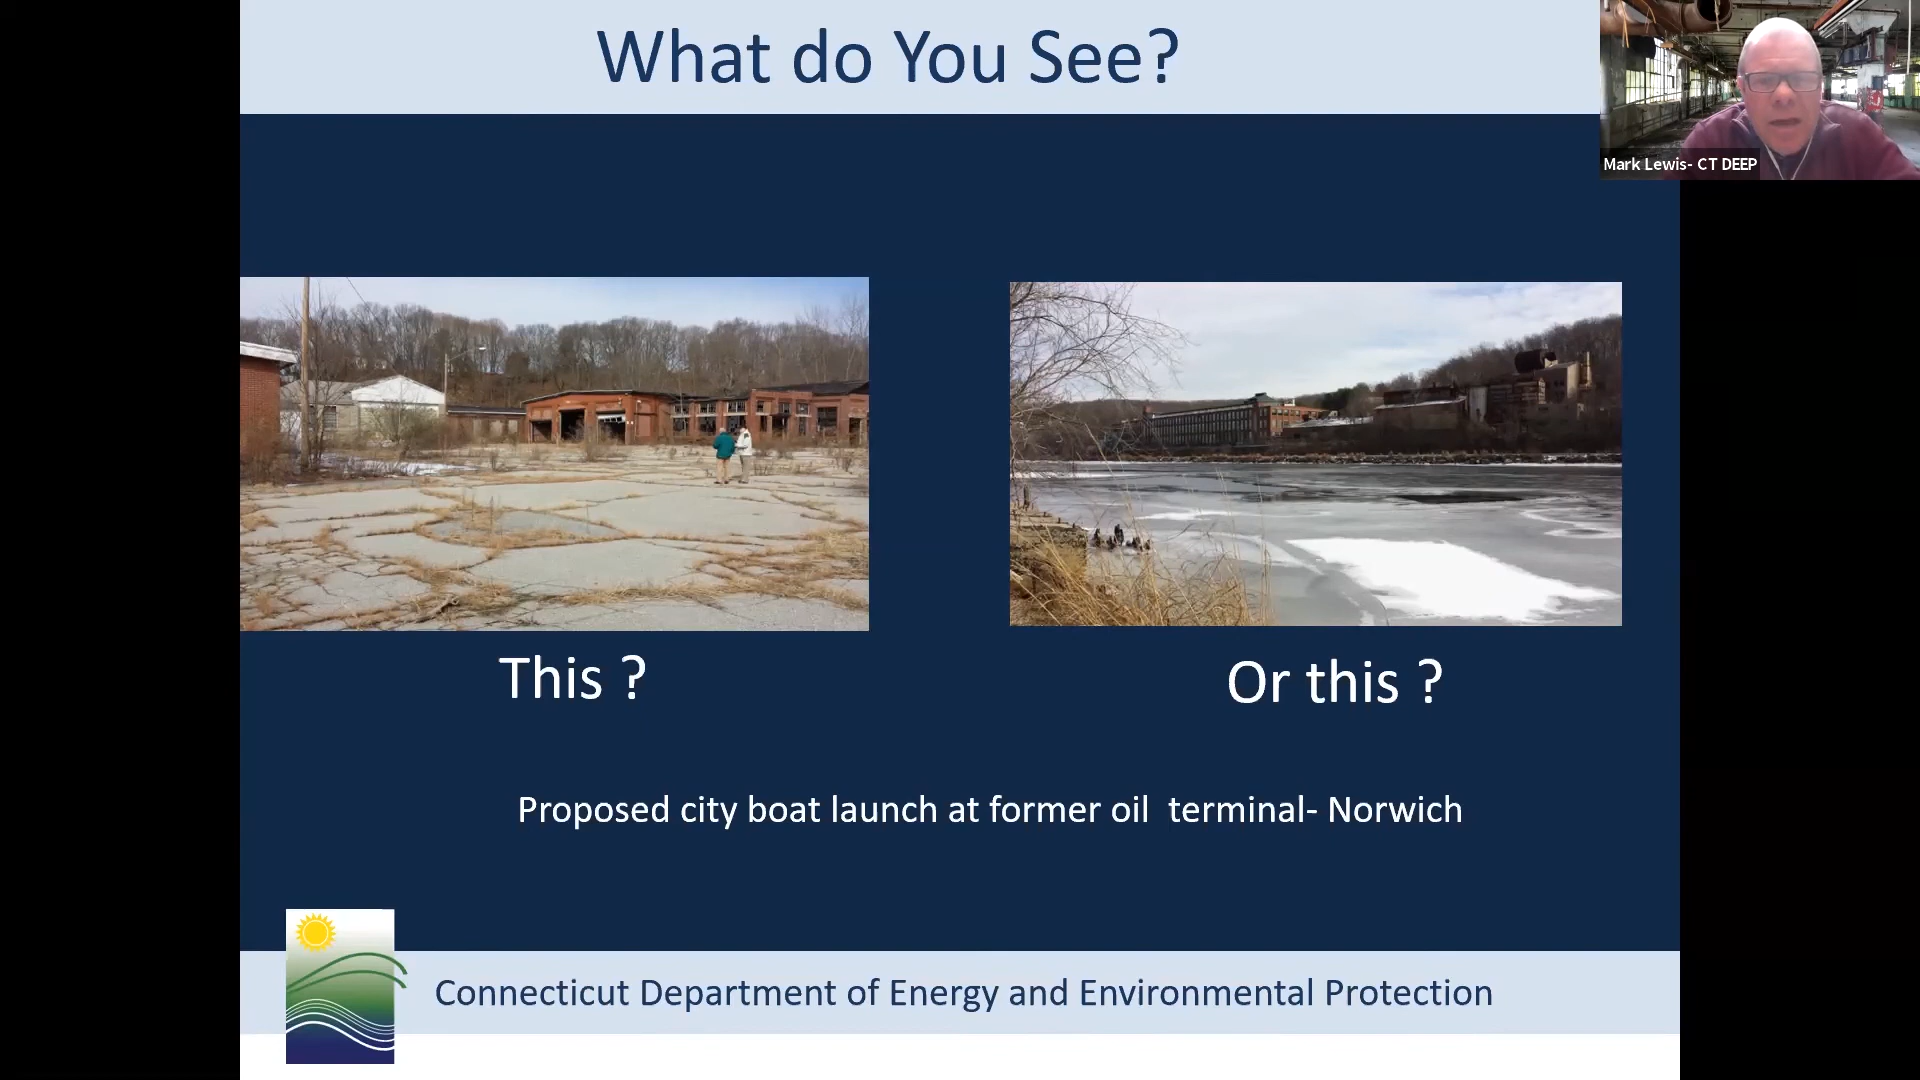 What do You See?
Mark Lewis- CT DEEP
This ?
Or this ?
Proposed city boat launch at former oil  terminal- Norwich
Connecticut Department of Energy and Environmental Protection